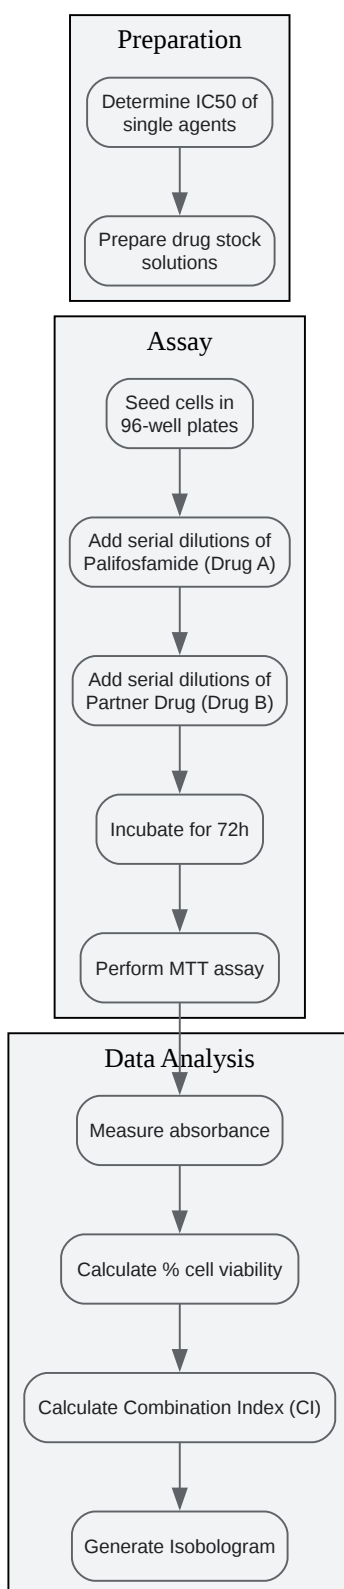 Preparation
Determine IC50 of
single agents
Prepare drug stock
solutions
Assay
Seed cells in
96-well plates
Add serial dilutions of
Palifosfamide (Drug A)
Add serial dilutions of
Partner Drug (Drug B)
Incubate for 72h
Perform MTT assay
Data Analysis
Measure absorbance
Calculate % cell viability
Calculate Combination Index (CI)
Generate Isobologram